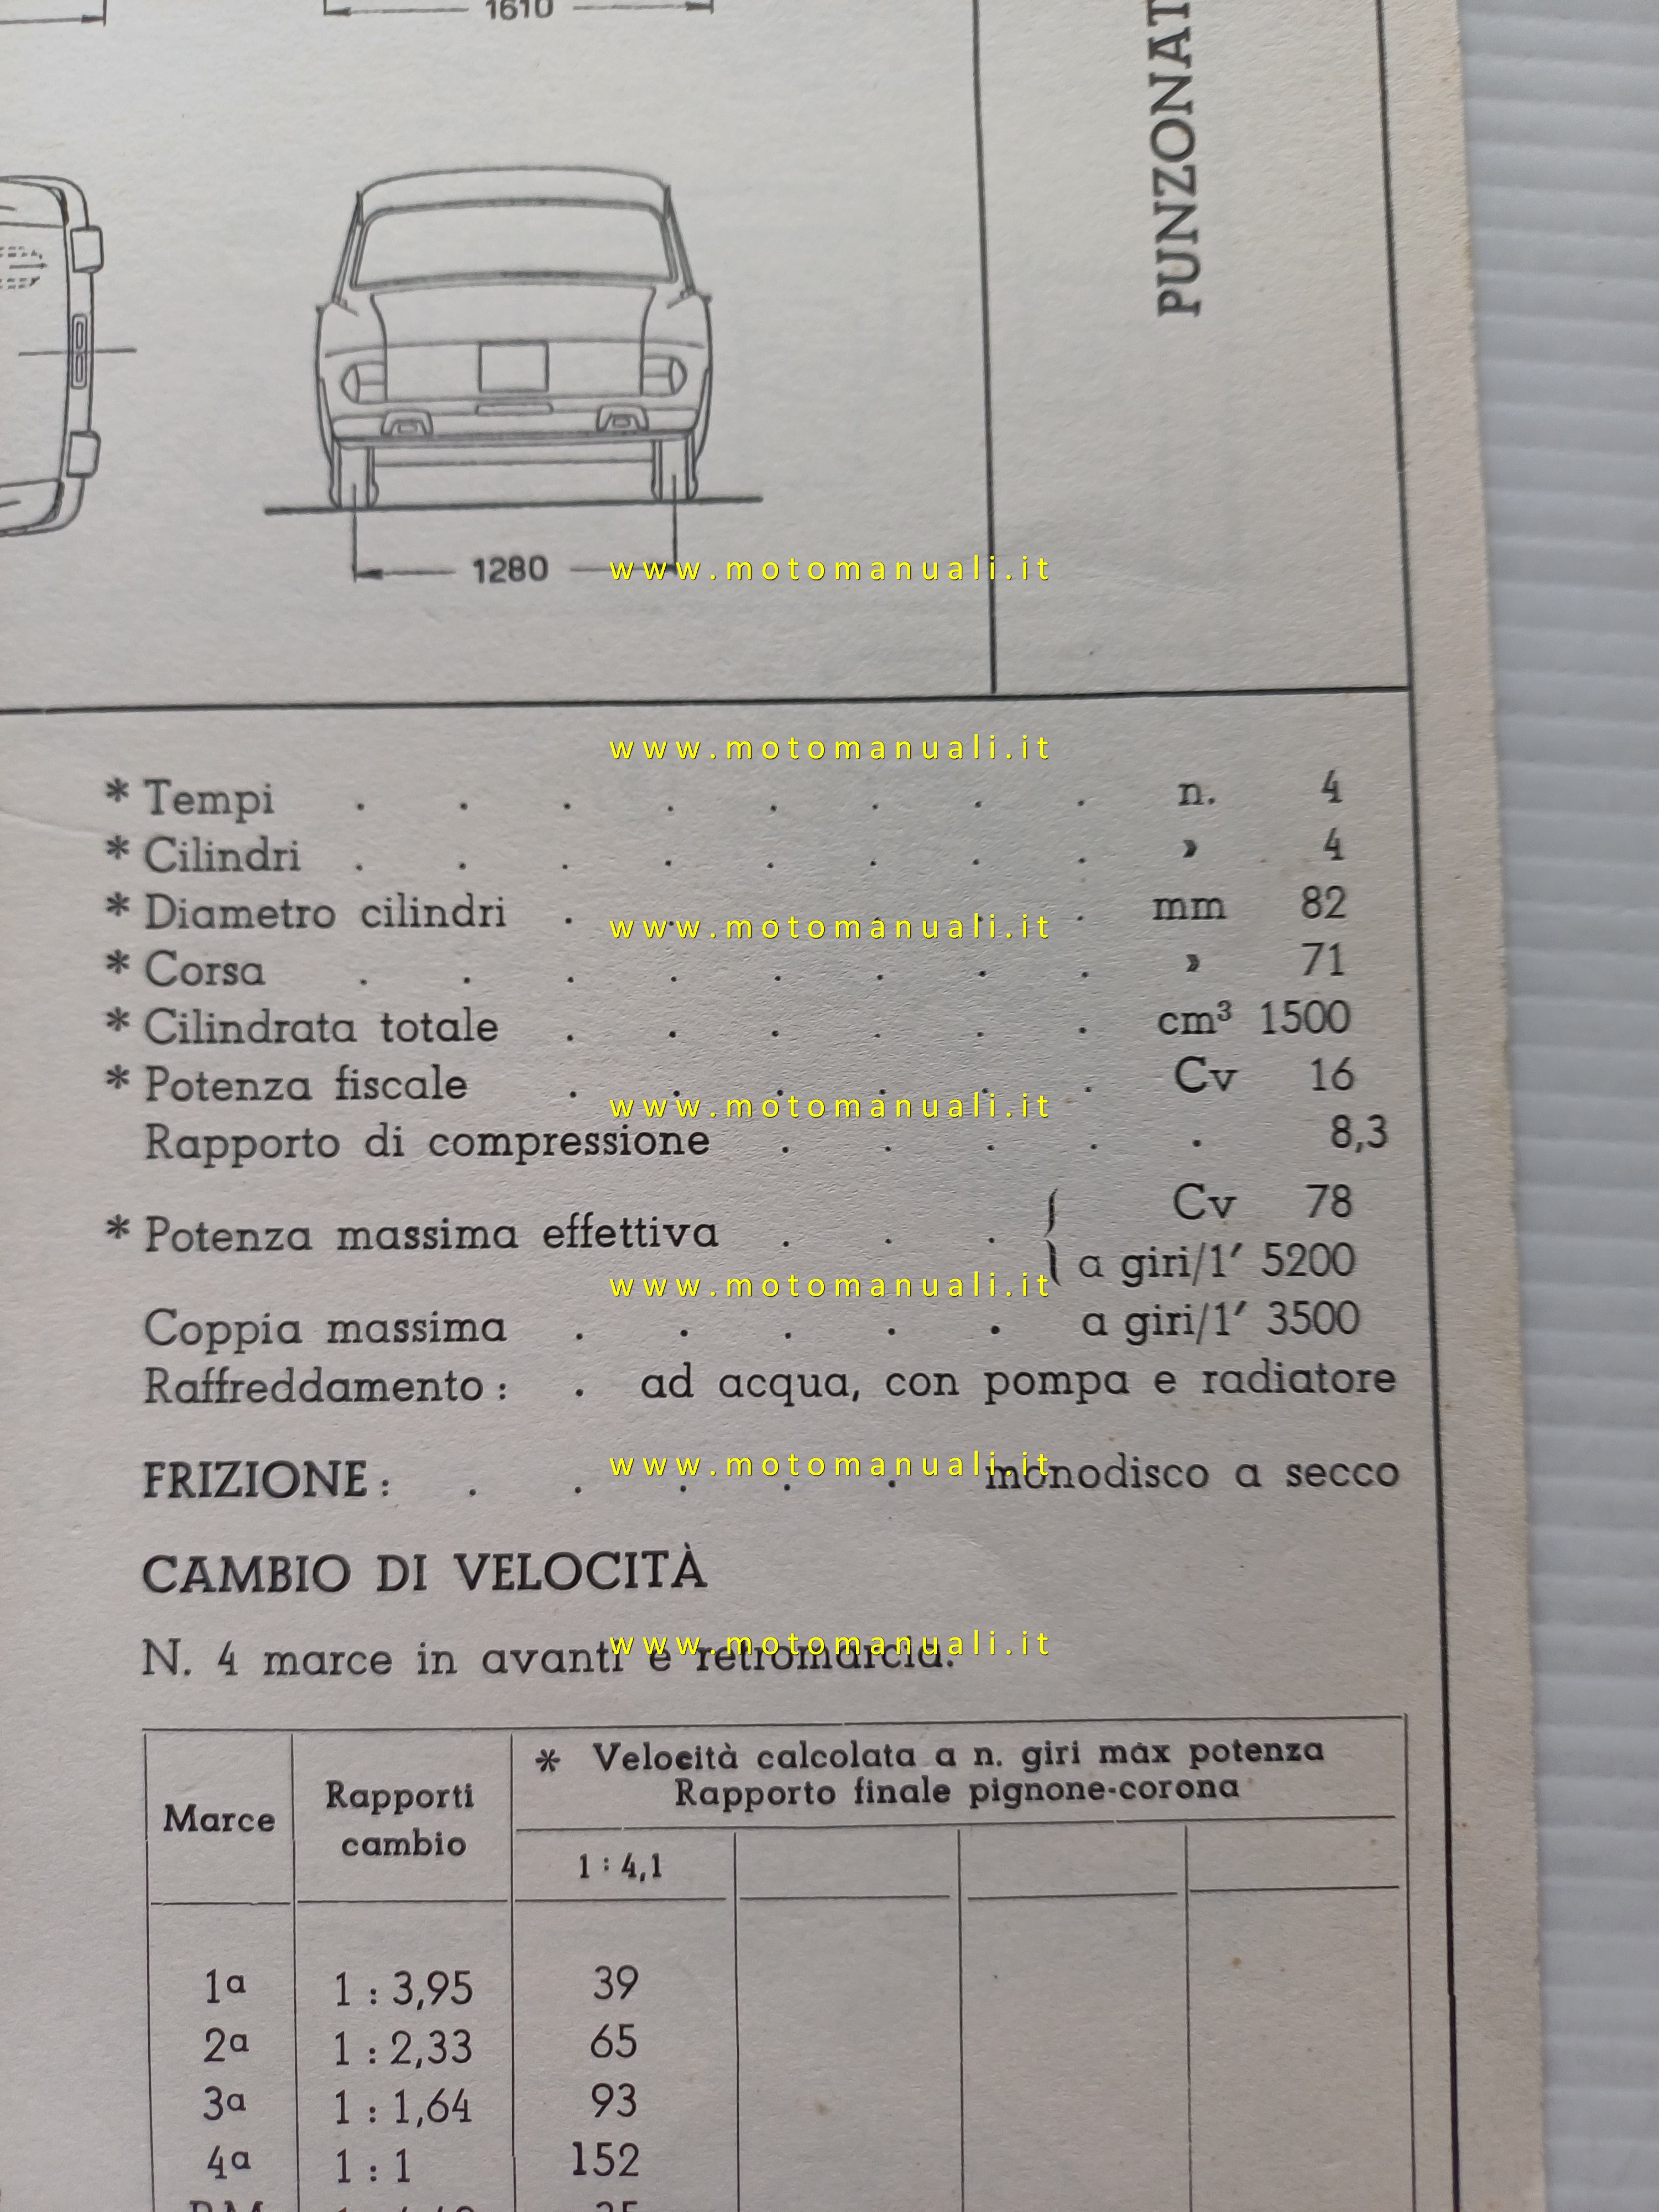 1610
PUNZONAT
1280
www.motomanuali.it
www.motomanuali.it
* Tempi . . . . . . . . n. 4
* Cilindri . . . . . . . . » 4
* Diametro cilindri . . . . . . mm 82
www.motomanuali.it
* Corsa . . . . . . . . » 71
* Cilindrata totale . . . . . . cm³ 1500
* Potenza fiscale . . . . . . Cv 16
www.motomanuali.it
Rapporto di compressione . . . . . 8,3
* Potenza massima effettiva . . . { Cv 78
a giri/1′ 5200
www.motomanuali.it
Coppia massima . . . . . a giri/1′ 3500
Raffreddamento : . ad acqua, con pompa e radiatore
www.motomanuali.it
FRIZIONE : . . . . . monodisco a secco
CAMBIO DI VELOCITÀ
www.motomanuali.it
N. 4 marce in avanti e retromarcia.
Marce
Rapporti cambio
* Velocità calcolata a n. giri max potenza
Rapporto finale pignone-corona
1 : 4,1
1a 1 : 3,95 39
2a 1 : 2,33 65
3a 1 : 1,64 93
4a 1 : 1 152